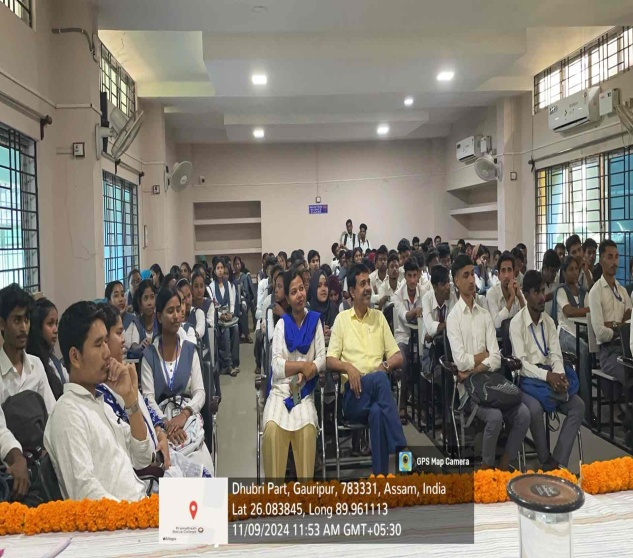 GPS Map Camera
Dhubri Part, Gauripur, 783331, Assam, India
Lat 26.083845, Long 89.961113
11/09/2024 11:53 AM GMT+05:30